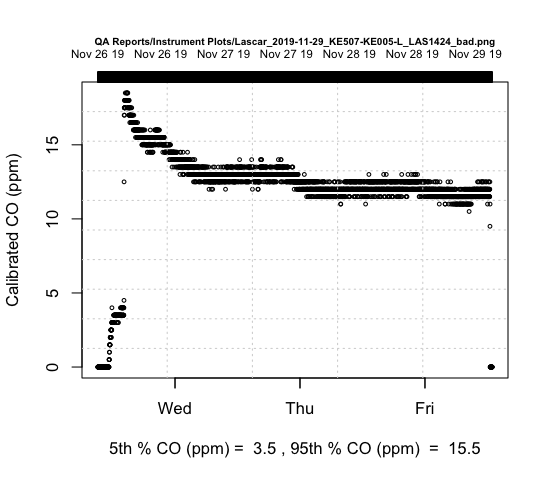 QA Reports/Instrument Plots/Lascar_2019-11-29_KE507-KE005-L_LAS1424_bad.png
Nov 26 19 Nov 26 19 Nov 27 19 Nov 27 19 Nov 28 19 Nov 28 19 Nov 29 19
Calibrated CO (ppm)
15
10
5
0
Wed Thu Fri
5th % CO (ppm) = 3.5 , 95th % CO (ppm) = 15.5